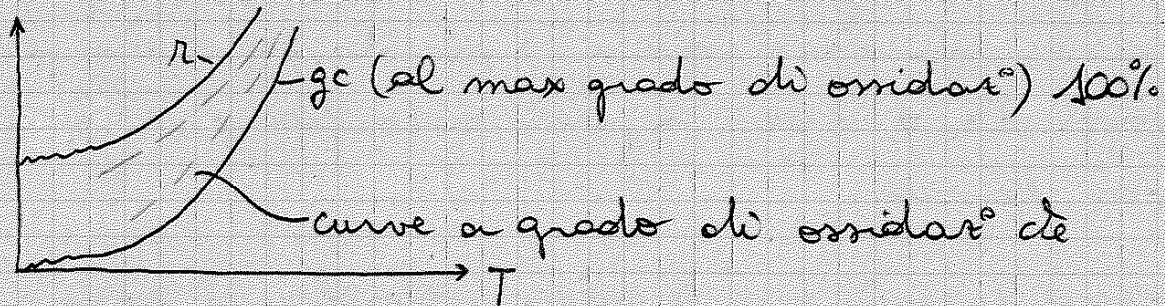 r
gc (al max grado di ossidaz°) 100%.
curve a grado di ossidaz° cte
T